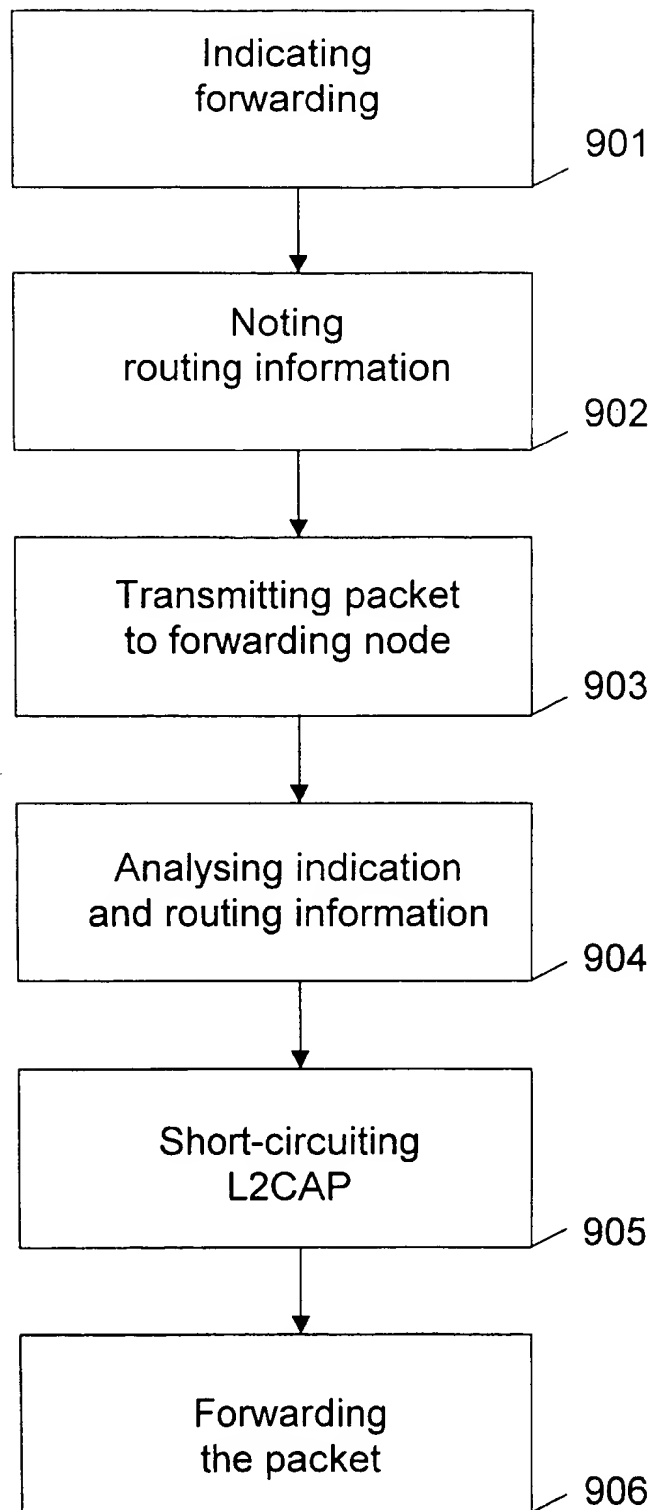 Indicating
forwarding
901
Noting
routing information
902
Transmitting packet
to forwarding node
903
Analysing indication
and routing information
904
Short-circuiting
L2CAP
905
Forwarding
the packet
906